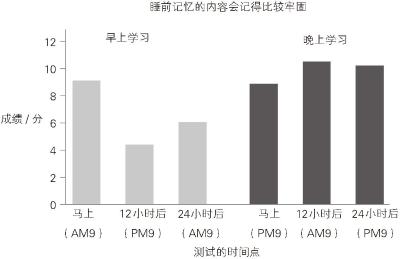 睡前记忆的内容会记得比较牢固
早上学习
晚上学习
成绩/分
12
10
8
6
4
2
0
马上 12小时后 24小时后 马上 12小时后 24小时后
(AM9) (PM9) (AM9) (PM9) (AM9) (PM9)
测试的时间点